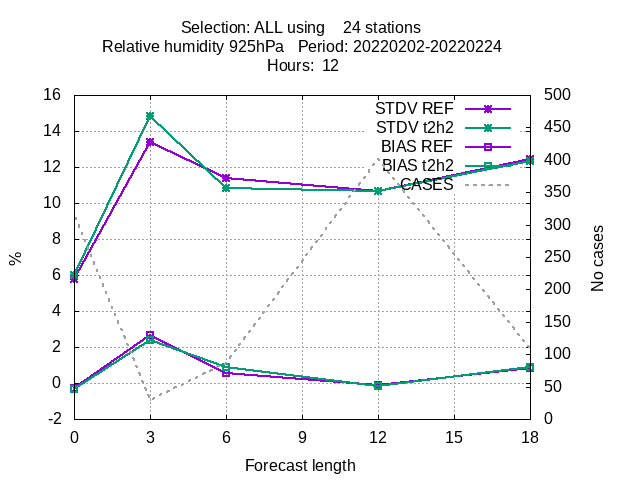 Selection: ALL using    24 stations
Relative humidity 925hPa   Period: 20220202-20220224
Hours:  12
16
14
12
10
8
6
4
2
0
-2
%
500
450
400
350
300
250
200
150
100
50
0
No cases
STDV REF
STDV t2h2
BIAS REF
BIAS t2h2
CASES
0 3 6 9 12 15 18
Forecast length